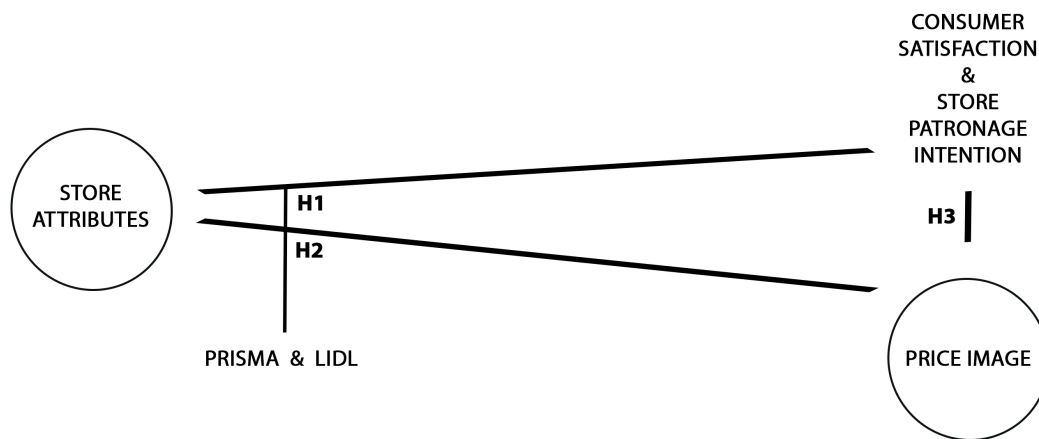 CONSUMER
SATISFACTION
&
STORE
PATRONAGE
INTENTION
STORE
ATTRIBUTES
H1
H2
H3
PRISMA & LIDL
PRICE IMAGE